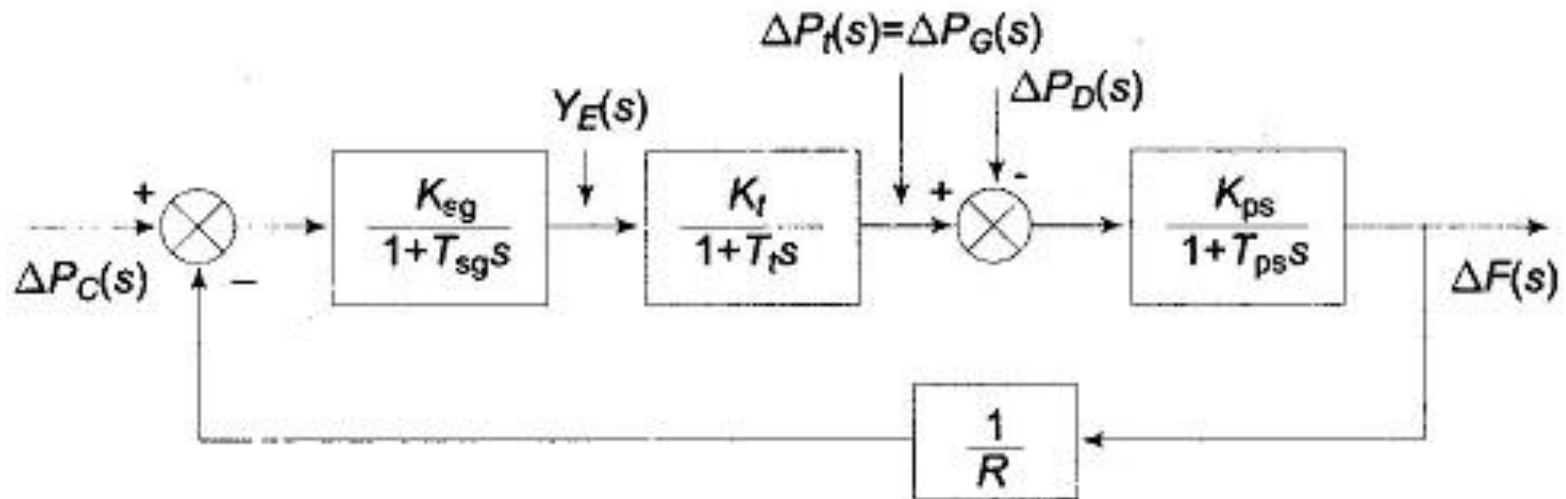 ΔP_t(s)=ΔP_G(s)
ΔP_D(s)
Y_E(s)
+
K_sg
1+T_sg s
K_t
1+T_t s
+
-
K_ps
1+T_ps s
ΔP_C(s)
−
ΔF(s)
1
R